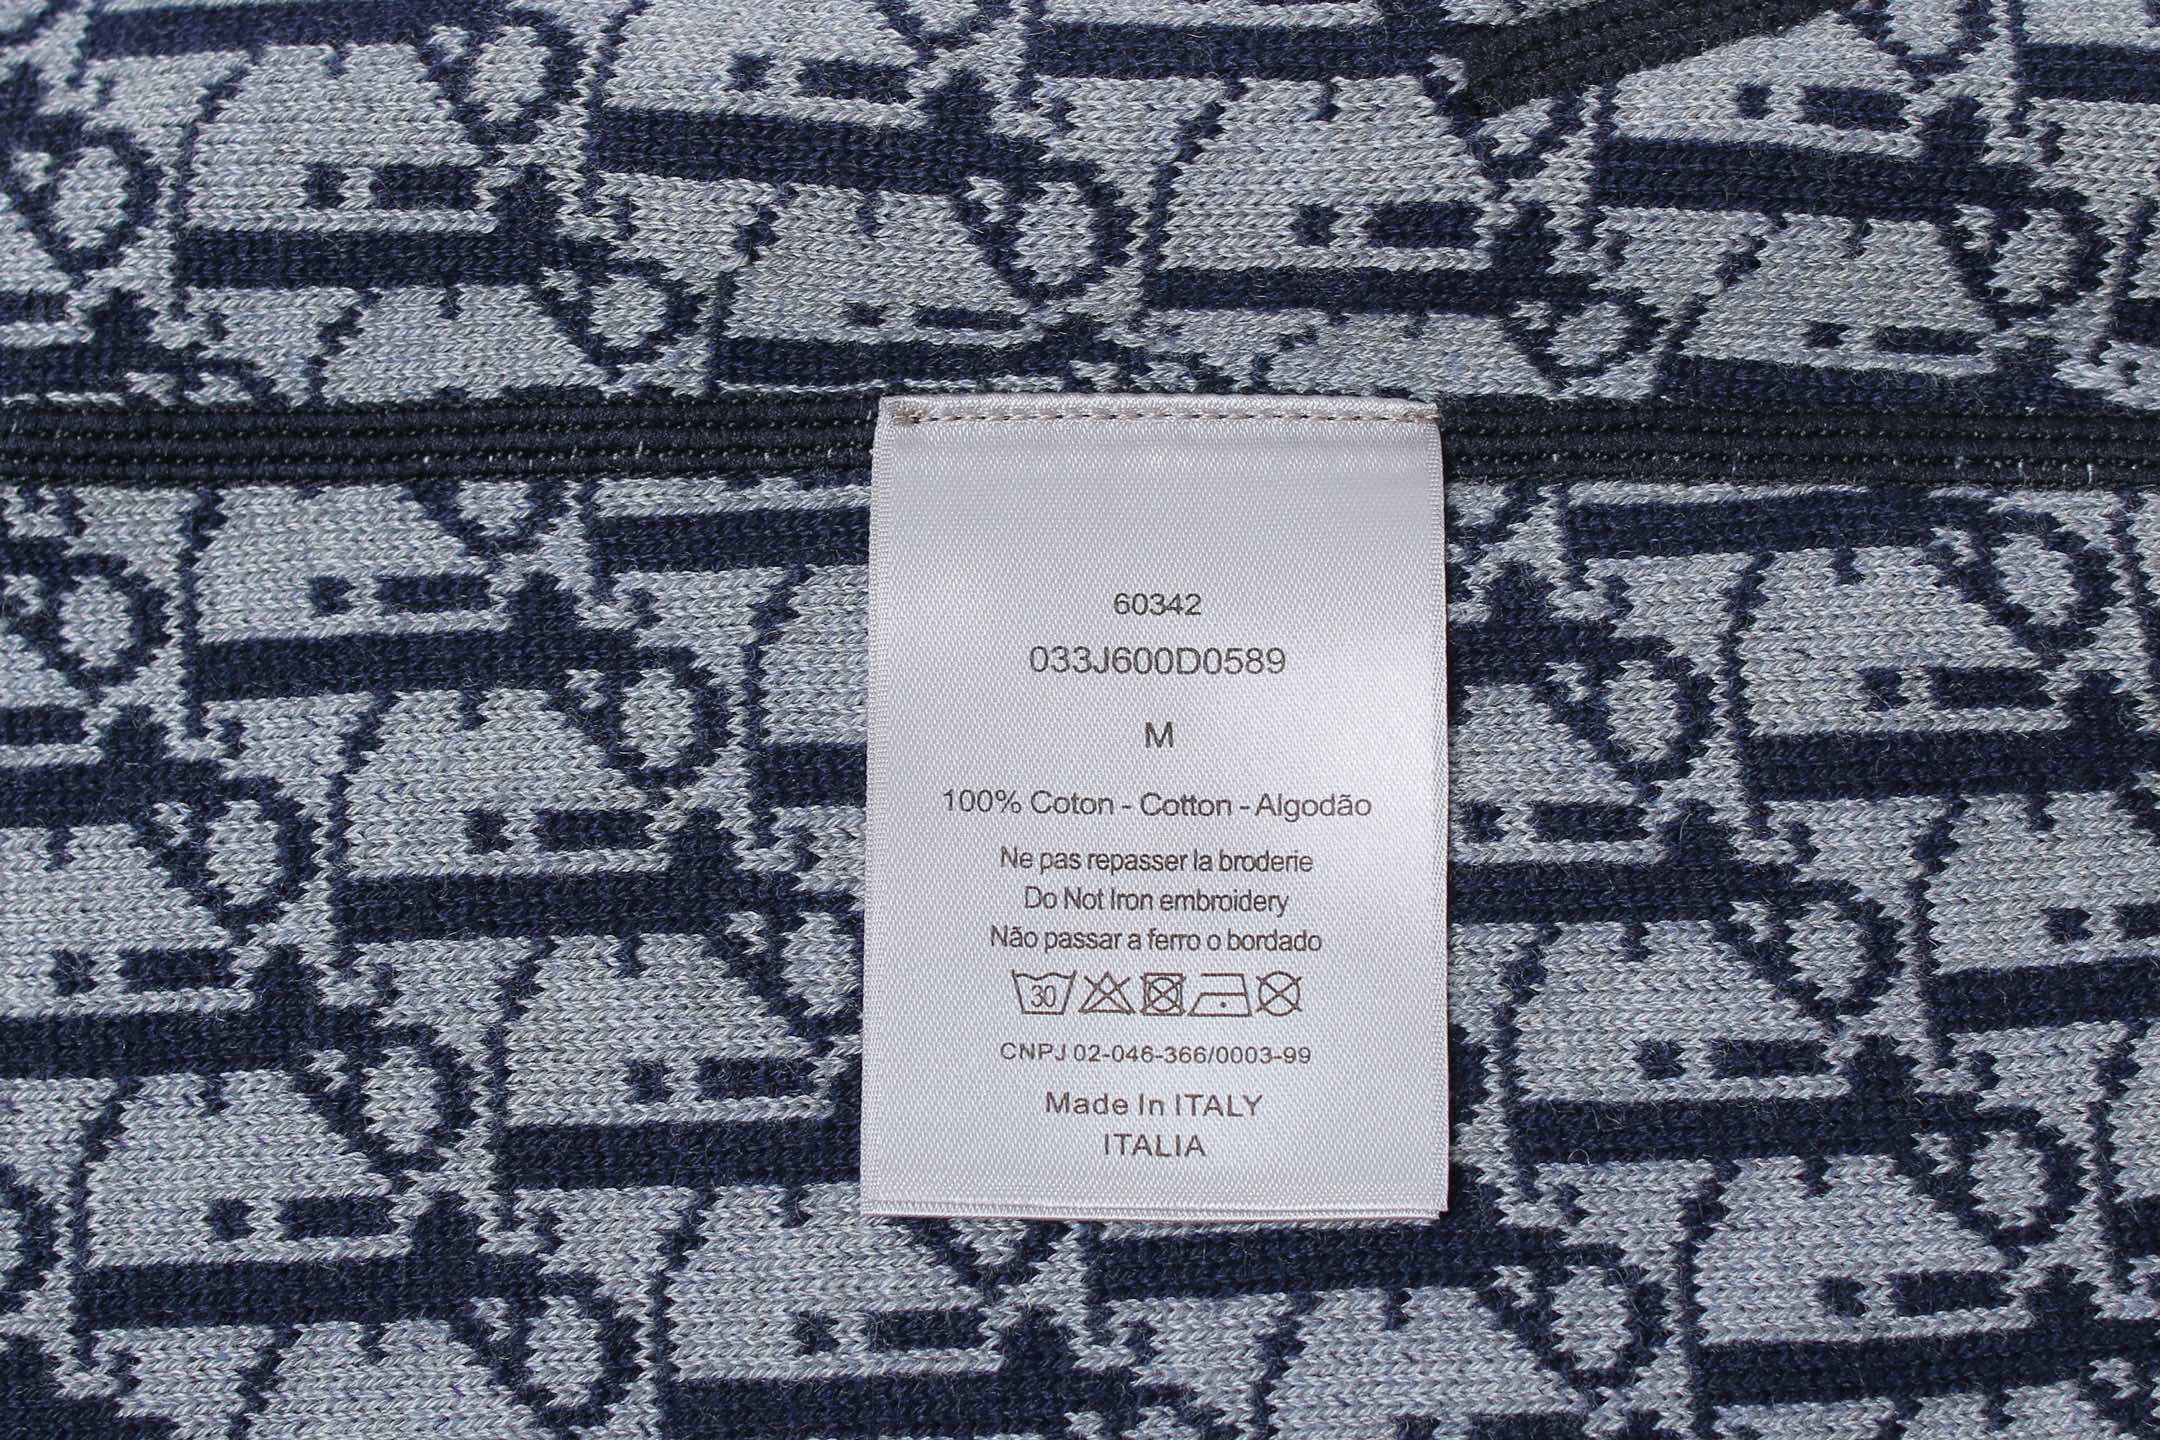 60342
033J600D0589
M
100% Coton - Cotton - Algodão
Ne pas repasser la broderie
Do Not Iron embroidery
Não passar a ferro o bordado
30
CNPJ 02-046-366/0003-99
Made In ITALY
ITALIA